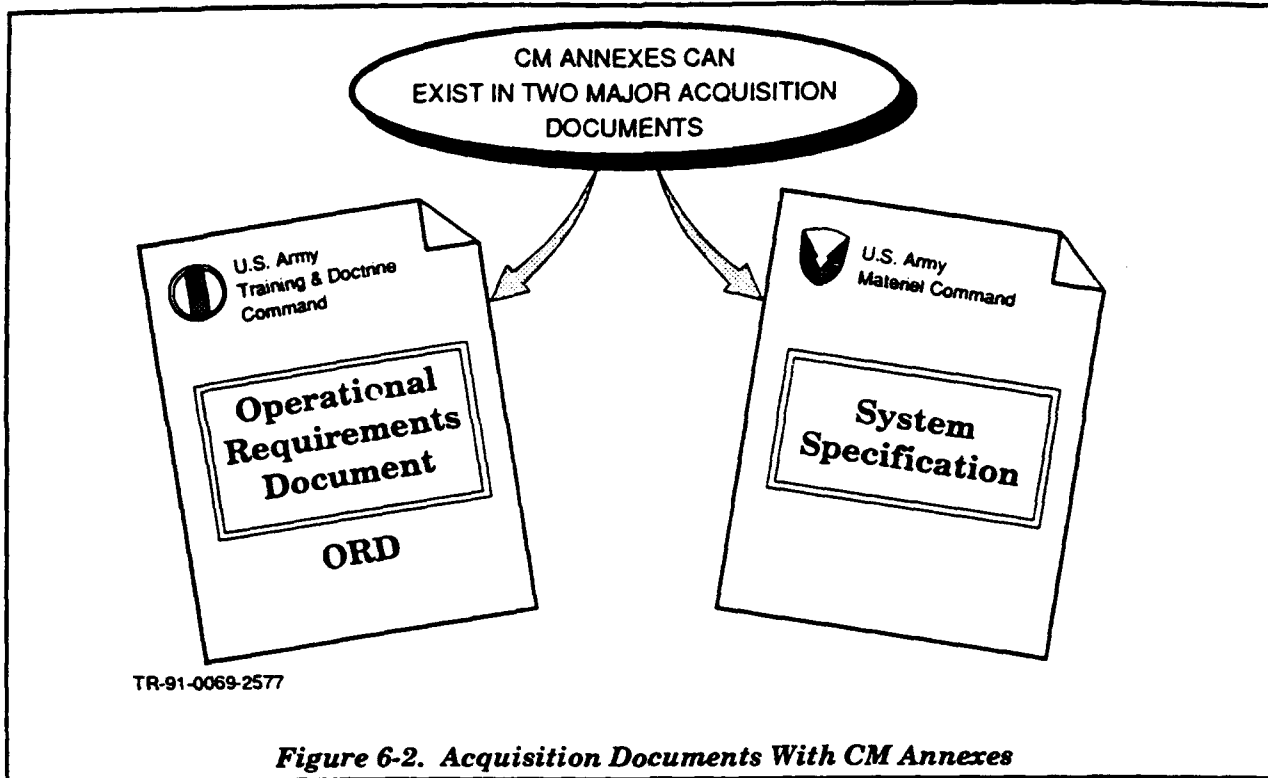 CM ANNEXES CAN
EXIST IN TWO MAJOR ACQUISITION
DOCUMENTS
U.S. Army
Training & Doctrine
Command
Operational
Requirements
Document
ORD
U.S. Army
Materiel Command
System
Specification
TR-91-0069-2577
Figure 6-2. Acquisition Documents With CM Annexes